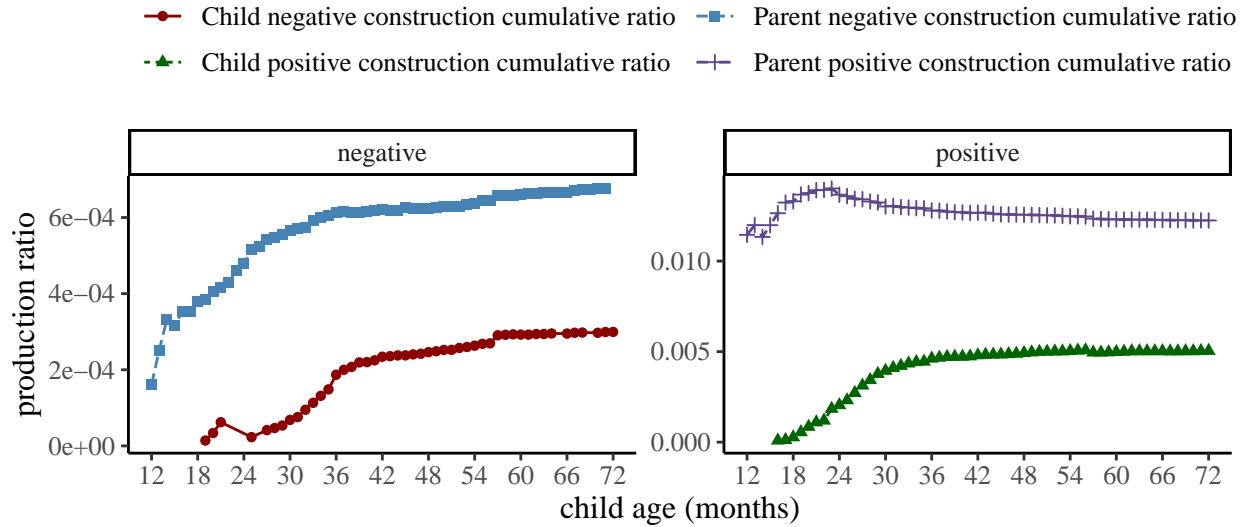 Child negative construction cumulative ratio
Parent negative construction cumulative ratio
Child positive construction cumulative ratio
Parent positive construction cumulative ratio
negative
positive
production ratio
6e−04
4e−04
2e−04
0e+00
0.010
0.005
0.000
12 18 24 30 36 42 48 54 60 66 72
12 18 24 30 36 42 48 54 60 66 72
child age (months)